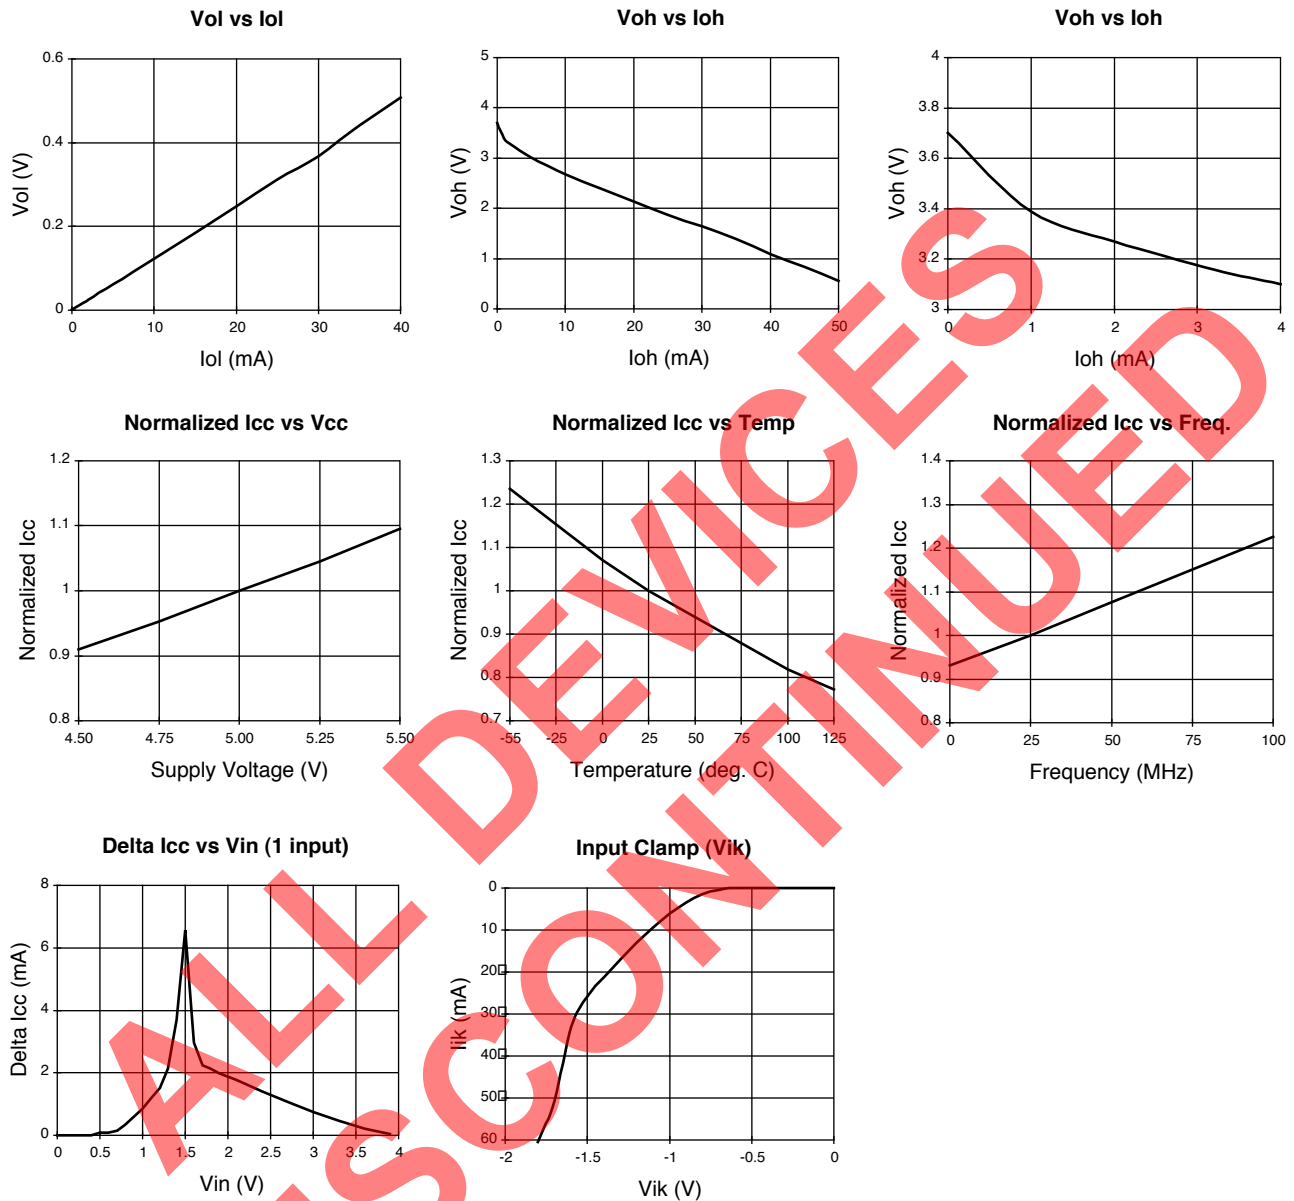 Vol vs Iol
Voh vs Ioh
Voh vs Ioh
0.6
0.4
0.2
0
Vol (V)
0 10 20 30 40
Iol (mA)
5
4
3
2
1
0
Voh (V)
0 10 20 30 40 50
Ioh (mA)
4
3.8
3.6
3.4
3.2
3
Voh (V)
0 1 2 3 4
Ioh (mA)
Normalized Icc vs Vcc
Normalized Icc vs Temp
Normalized Icc vs Freq.
1.2
1.1
1
0.9
0.8
Normalized Icc
4.50 4.75 5.00 5.25 5.50
Supply Voltage (V)
1.3
1.2
1.1
1
0.9
0.8
0.7
Normalized Icc
-55 -25 0 25 50 75 100 125
Temperature (deg. C)
1.4
1.3
1.2
1.1
1
0.9
0.8
Normalized Icc
0 25 50 75 100
Frequency (MHz)
Delta Icc vs Vin (1 input)
Input Clamp (Vik)
8
6
4
2
0
Delta Icc (mA)
0 0.5 1 1.5 2 2.5 3 3.5 4
Vin (V)
0
10
20
30
40
50
60
Iik (mA)
-2 -1.5 -1 -0.5 0
Vik (V)
ALL DEVICES
SCONTINUED